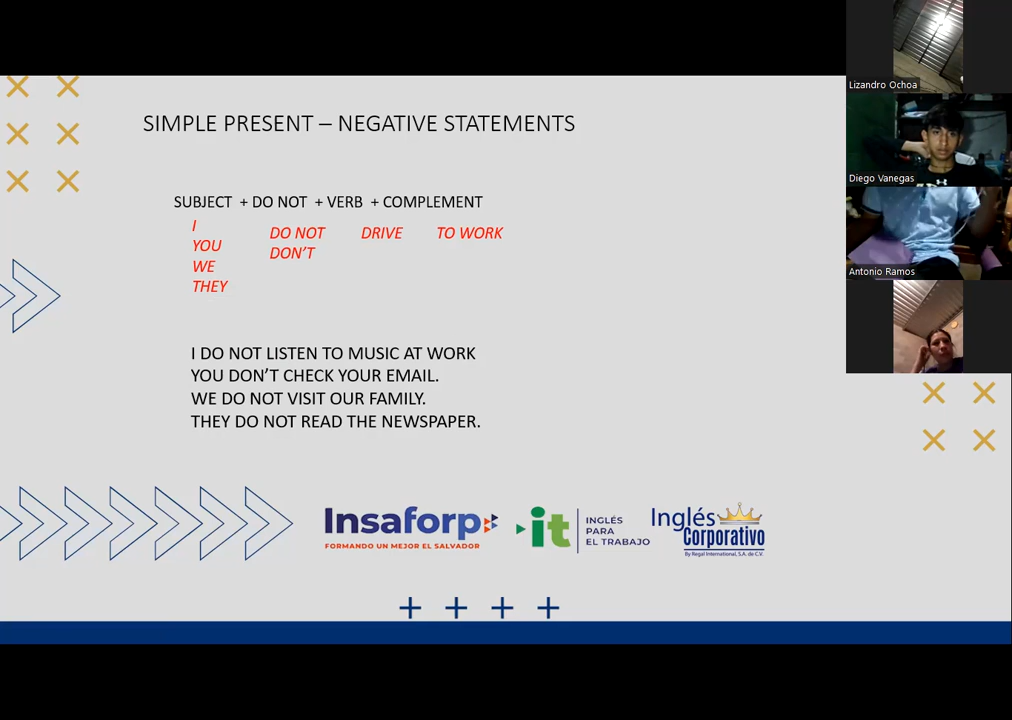 SIMPLE PRESENT – NEGATIVE STATEMENTS
SUBJECT + DO NOT + VERB + COMPLEMENT
I
YOU
WE
THEY
DO NOT
DON'T
DRIVE
TO WORK
I DO NOT LISTEN TO MUSIC AT WORK
YOU DON'T CHECK YOUR EMAIL.
WE DO NOT VISIT OUR FAMILY.
THEY DO NOT READ THE NEWSPAPER.
Insaforp
FORMANDO UN MEJOR EL SALVADOR
it
INGLÉS
PARA
EL TRABAJO
Inglés
Corporativo
By Regal International, S.A. de C.V.
Lizandro Ochoa
Diego Vanegas
Antonio Ramos